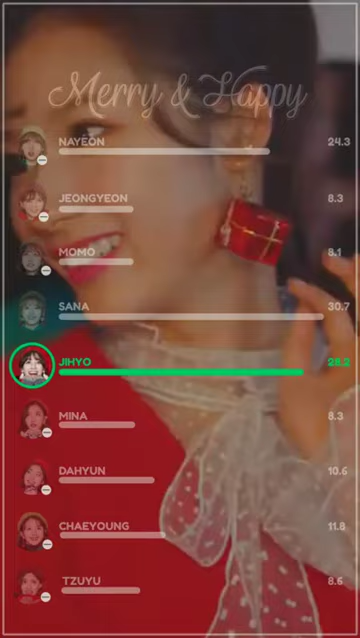 Merry & Happy
NAYEON 24.3
JEONGYEON 8.3
MOMO 8.1
SANA 30.7
JIHYO 28.2
MINA 8.3
DAHYUN 10.6
CHAEYOUNG 11.8
TZUYU 8.6